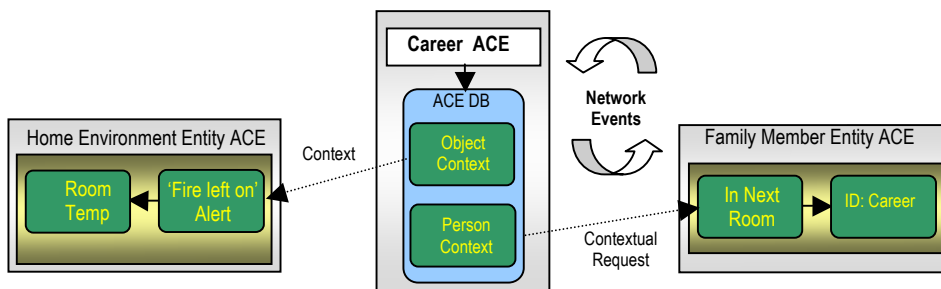 Career ACE
ACE DB
Object
Context
Person
Context
Network
Events
Home Environment Entity ACE
Room
Temp
'Fire left on'
Alert
Context
Family Member Entity ACE
In Next
Room
ID: Career
Contextual
Request